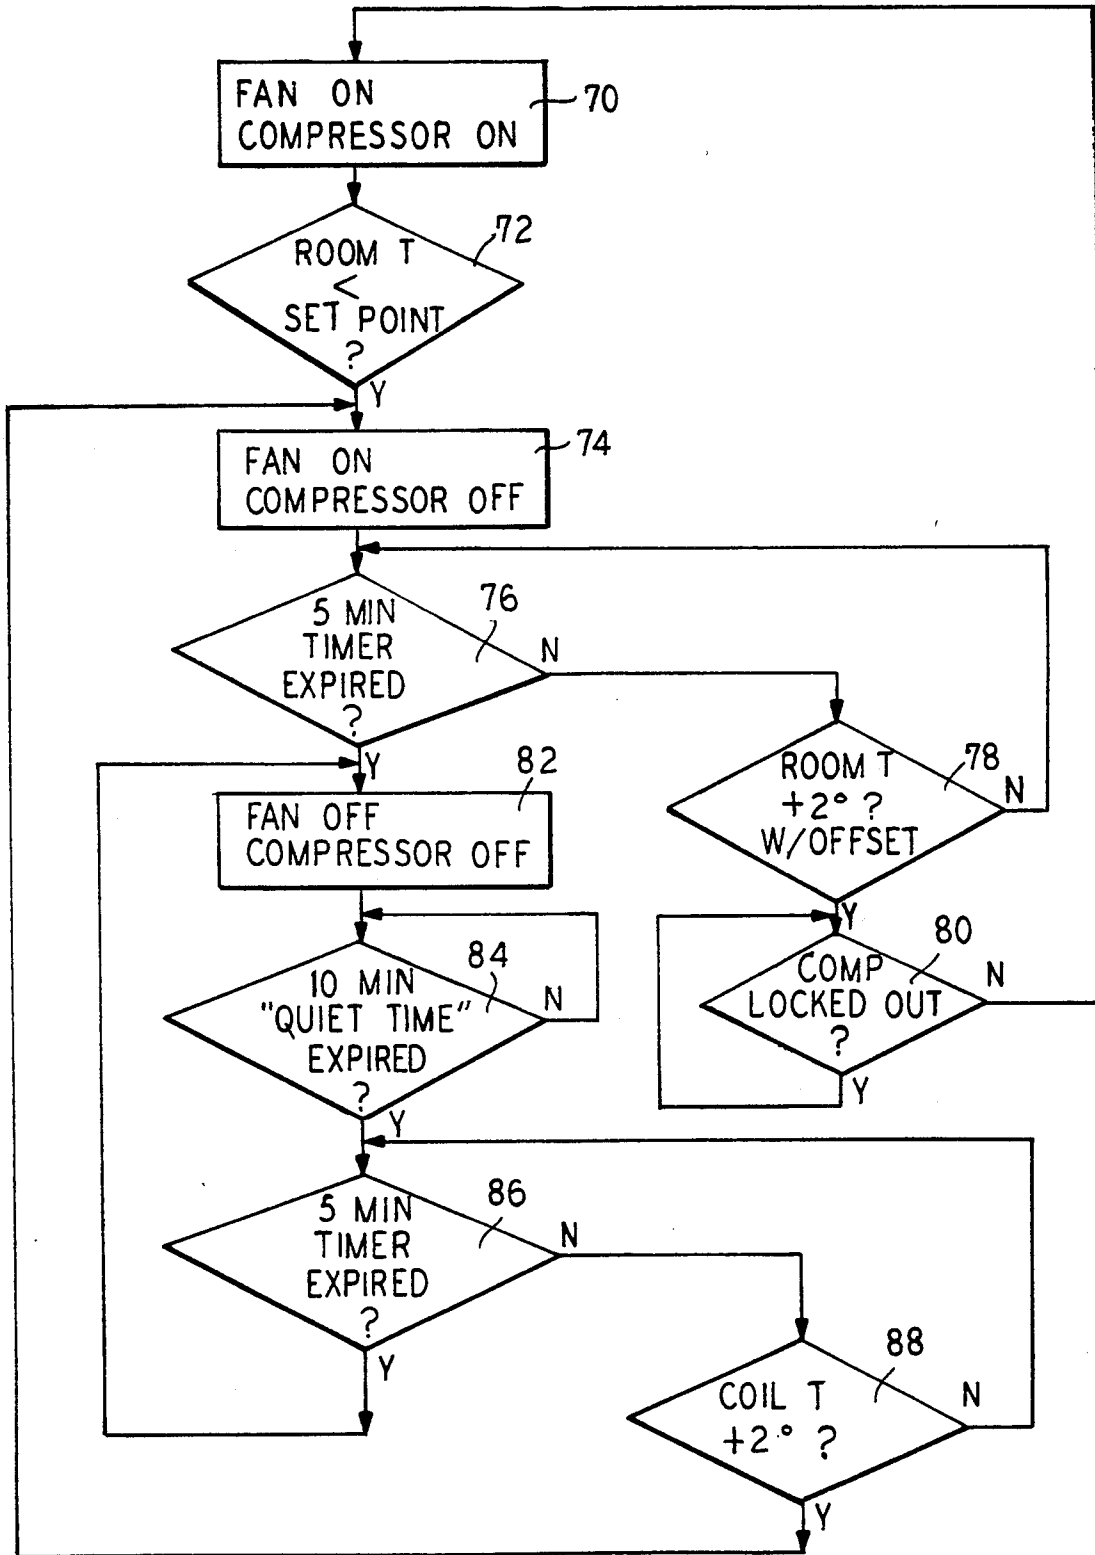 FAN ON
COMPRESSOR ON
70
72
ROOM T
<
SET POINT
?
Y
74
FAN ON
COMPRESSOR OFF
76
5 MIN
TIMER
EXPIRED
?
N
Y
78
ROOM T
+2° ?
W/OFFSET
N
Y
82
FAN OFF
COMPRESSOR OFF
80
COMP
LOCKED OUT
?
N
Y
84
10 MIN
"QUIET TIME"
EXPIRED
?
N
Y
86
5 MIN
TIMER
EXPIRED
?
N
Y
88
COIL T
+2° ?
N
Y